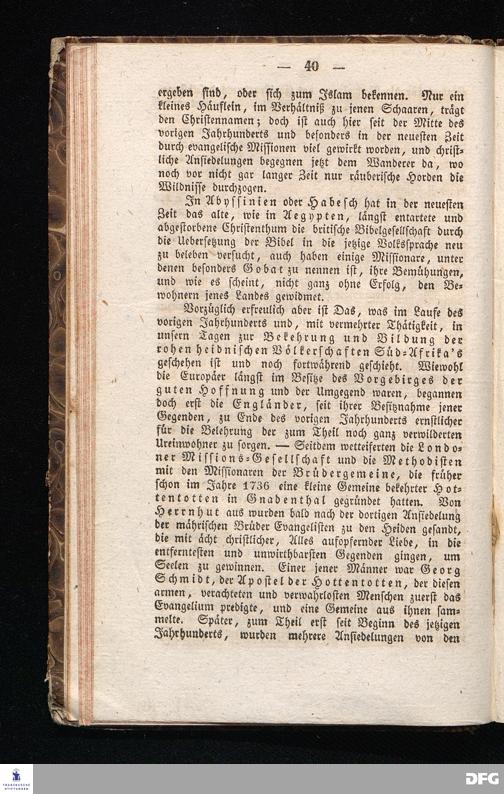 — 40 —
ergeben sind, oder sich zum Islam bekennen. Nur ein
kleines Häuflein, im Verhältniß zu jenen Schaaren, trägt
den Christennamen; doch ist auch hier seit der Mitte des
vorigen Jahrhunderts und besonders in der neuesten Zeit
durch evangelische Missionen viel gewirkt worden, und christ-
liche Ansiedelungen begegnen jetzt dem Wanderer da, wo
noch vor nicht gar langer Zeit nur räuberische Horden die
Wildnisse durchzogen.
In Abyssinien oder Habesch hat in der neuesten
Zeit das alte, wie in Aegypten, längst entartete und
abgestorbene Christenthum die britische Bibelgesellschaft durch
die Uebersetzung der Bibel in die jetzige Volkssprache neu
zu beleben versucht, auch haben einige Missionare, unter
denen besonders Gobat zu nennen ist, ihre Bemühungen,
und wie es scheint, nicht ganz ohne Erfolg, den Be-
wohnern jenes Landes gewidmet.
Vorzüglich erfreulich aber ist Das, was im Laufe des
vorigen Jahrhunderts und, mit vermehrter Thätigkeit, in
unsern Tagen zur Bekehrung und Bildung der
rohen heidnischen Völkerschaften Süd-Afrika's
geschehen ist und noch fortwährend geschieht. Wiewohl
die Europäer längst im Besitze des Vorgebirges der
guten Hoffnung und der Umgegend waren, begannen
doch erst die Engländer, seit ihrer Besitznahme jener
Gegenden, zu Ende des vorigen Jahrhunderts ernstlicher
für die Belehrung der zum Theil noch ganz verwilderten
Ureinwohner zu sorgen. — Seitdem wetteiferten die Londo-
ner Missions-Gesellschaft und die Methodisten
mit den Missionaren der Brüdergemeine, die früher
schon im Jahre 1736 eine kleine Gemeine bekehrter Hot-
tentotten in Gnadenthal gegründet hatten. Von
Herrnhut aus wurden bald nach der dortigen Ansiedelung
der mährischen Brüder Evangelisten zu den Heiden gesandt,
die mit ächt christlicher, Alles aufopfernder Liebe, in die
entferntesten und unwirthbarsten Gegenden gingen, um
Seelen zu gewinnen. Einer jener Männer war Georg
Schmidt, der Apostel der Hottentotten, der diesen
armen, verachteten und verwahrlosten Menschen zuerst das
Evangelium predigte, und eine Gemeine aus ihnen sam-
melte. Später, zum Theil erst seit Beginn des jetzigen
Jahrhunderts, wurden mehrere Ansiedelungen von den
FRANCKESCHE
STIFTUNGEN
DFG